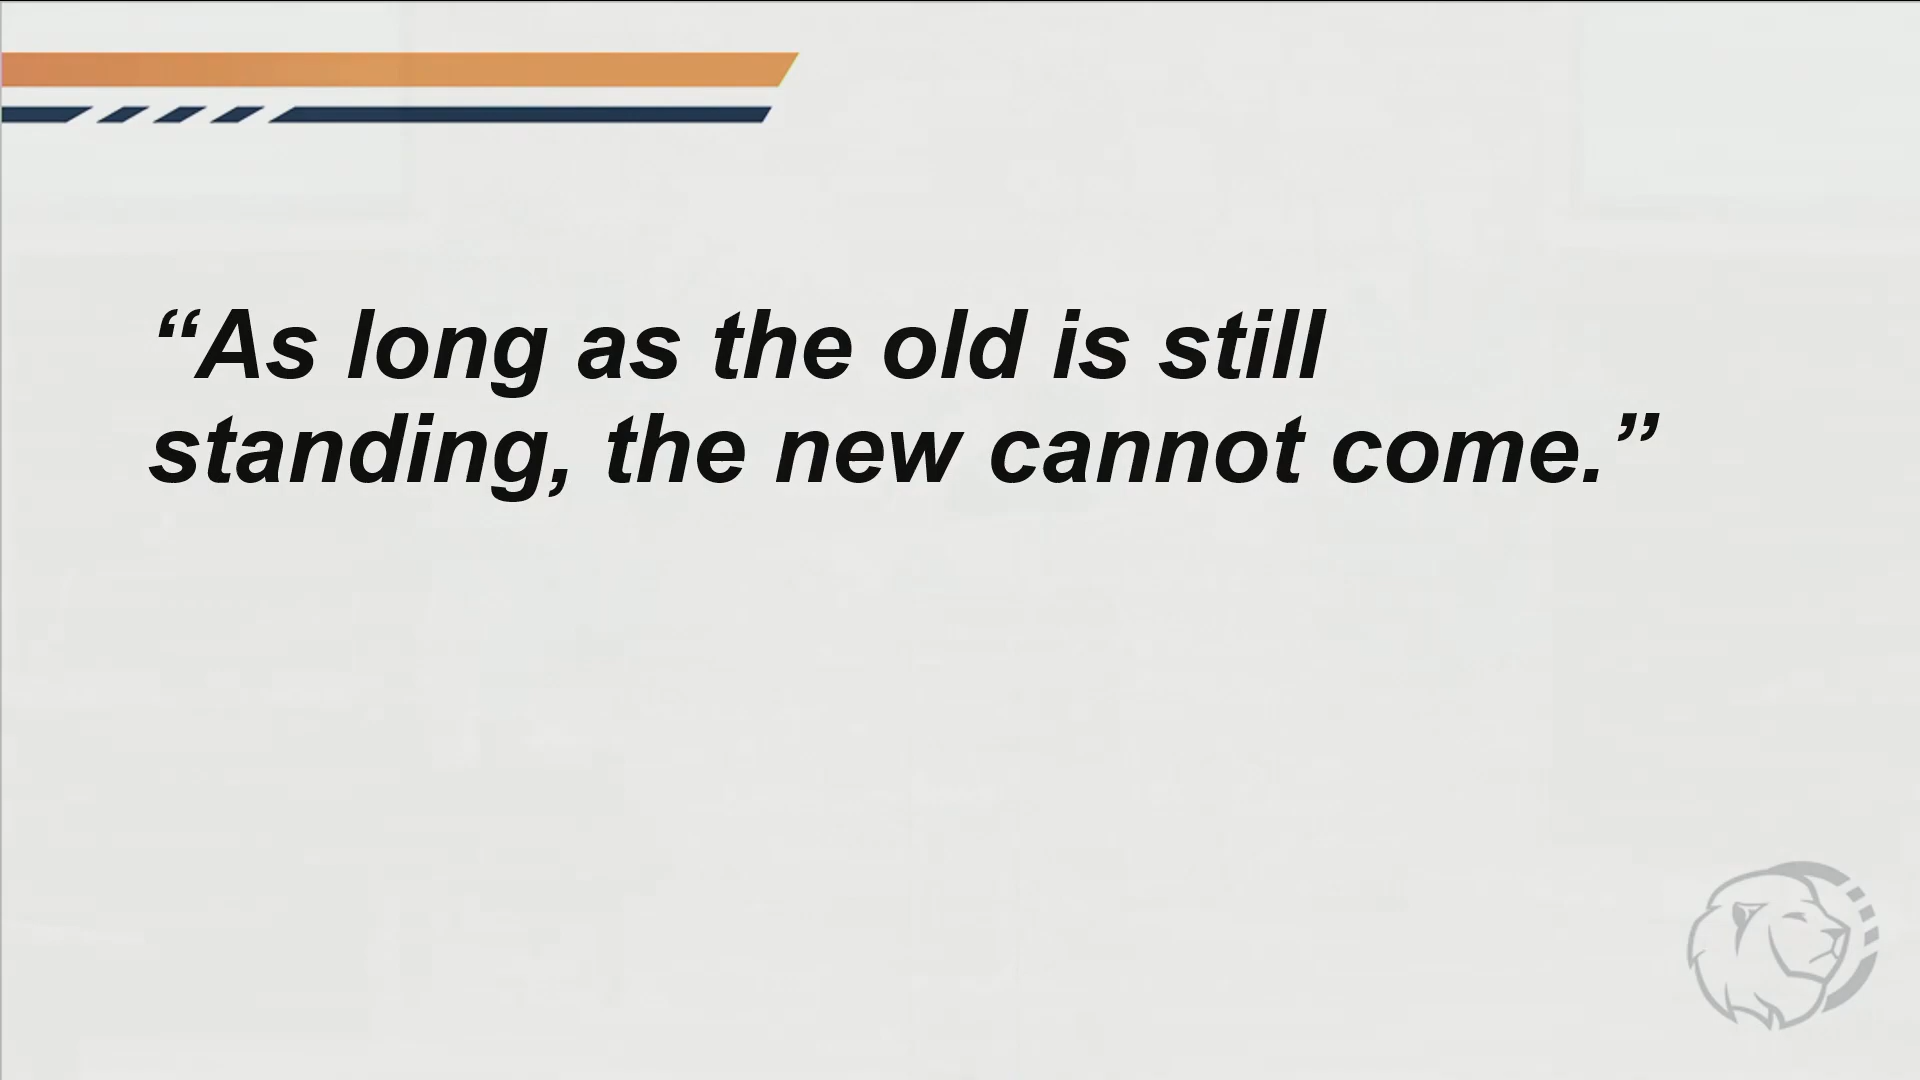 “As long as the old is still
standing, the new cannot come.”